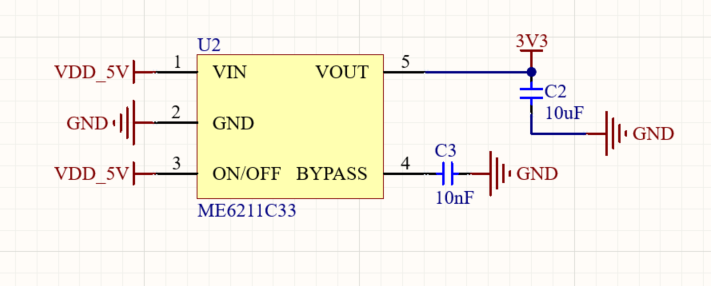 U2
3V3
VDD_5V 1 VIN VOUT 5
C2
10uF
GND 2 GND
GND
C3
VDD_5V 3 ON/OFF BYPASS 4 GND
10nF
ME6211C33